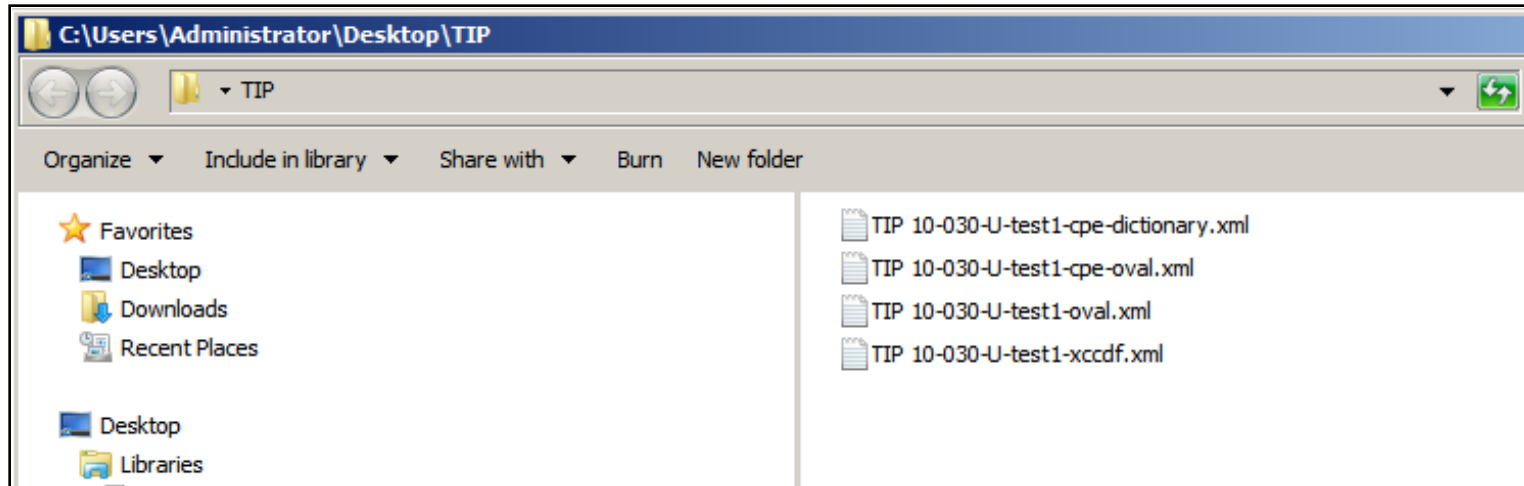 C:\Users\Administrator\Desktop\TIP
TIP
Organize Include in library Share with Burn New folder
Favorites
Desktop
Downloads
Recent Places
Desktop
Libraries
TIP 10-030-U-test1-cpe-dictionary.xml
TIP 10-030-U-test1-cpe-oval.xml
TIP 10-030-U-test1-oval.xml
TIP 10-030-U-test1-xccdf.xml